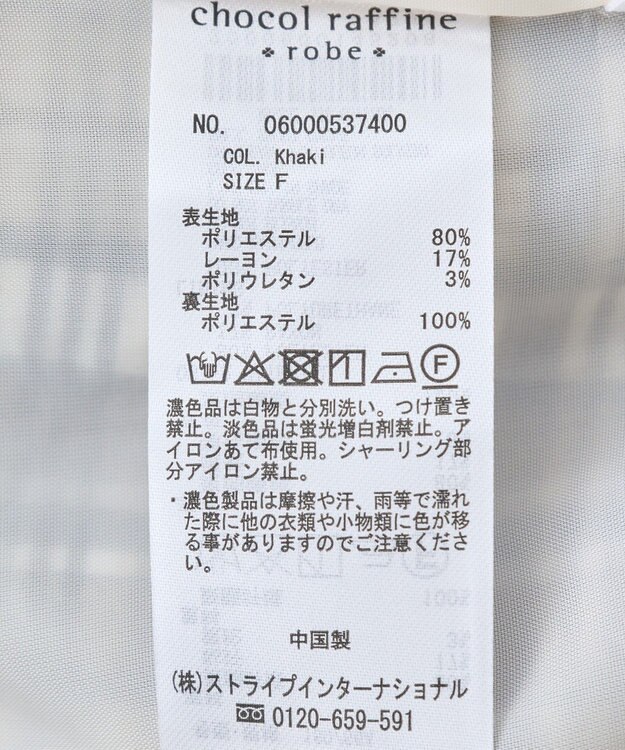 chocol raffine
robe
NO. 06000537400
COL. Khaki
SIZE F
表生地
ポリエステル 80%
レーヨン 17%
ポリウレタン 3%
裏生地
ポリエステル 100%
F
濃色品は白物と分別洗い。つけ置き
禁止。淡色品は蛍光増白剤禁止。ア
イロンあて布使用。シャーリング部
分アイロン禁止。
・濃色製品は摩擦や汗、雨等で濡れ
た際に他の衣類や小物類に色が移
る事がありますのでご注意くださ
い。
中国製
(株)ストライプインターナショナル
0120-659-591